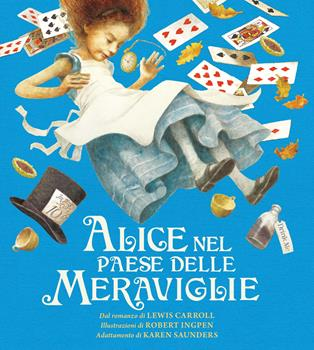 ALICE NEL
PAESE DELLE
MERAVIGLIE
Dal romanzo di LEWIS CARROLL
Illustrazioni di ROBERT INGPEN
Adattamento di KAREN SAUNDERS